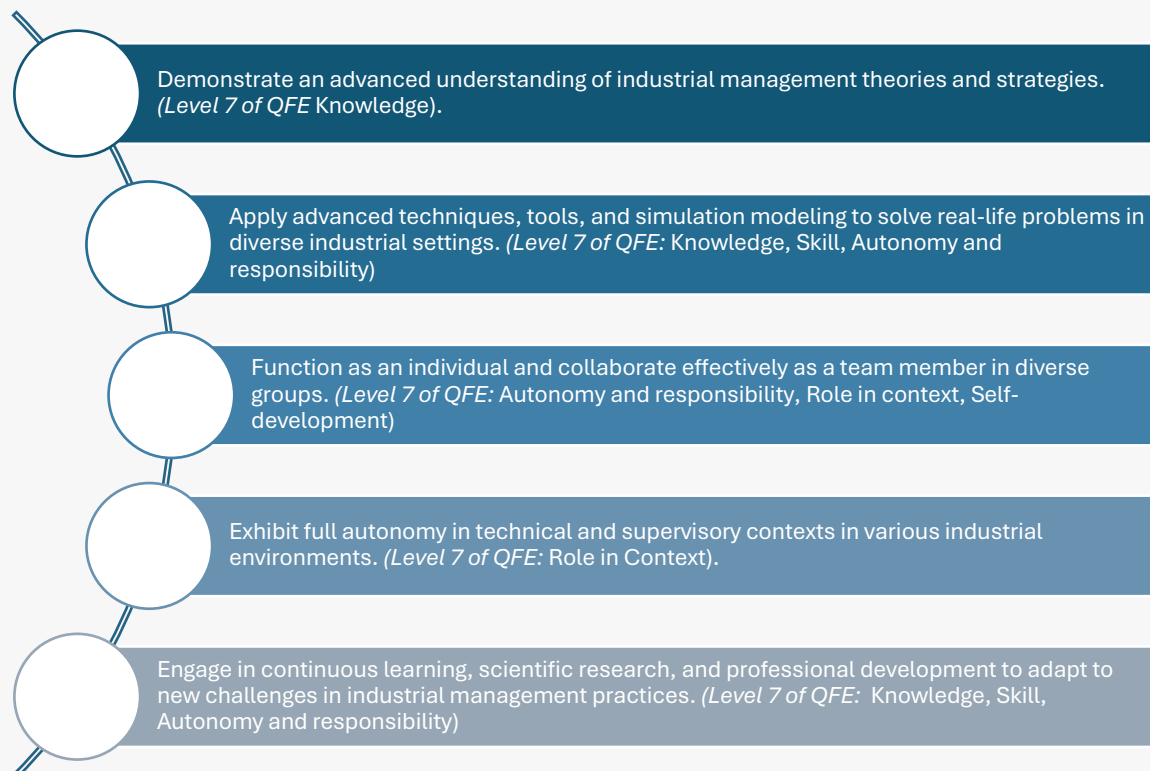 Demonstrate an advanced understanding of industrial management theories and strategies.
(Level 7 of QFE Knowledge).
Apply advanced techniques, tools, and simulation modeling to solve real-life problems in
diverse industrial settings. (Level 7 of QFE: Knowledge, Skill, Autonomy and
responsibility)
Function as an individual and collaborate effectively as a team member in diverse
groups. (Level 7 of QFE: Autonomy and responsibility, Role in context, Self-
development)
Exhibit full autonomy in technical and supervisory contexts in various industrial
environments. (Level 7 of QFE: Role in Context).
Engage in continuous learning, scientific research, and professional development to adapt to
new challenges in industrial management practices. (Level 7 of QFE:  Knowledge, Skill,
Autonomy and responsibility)